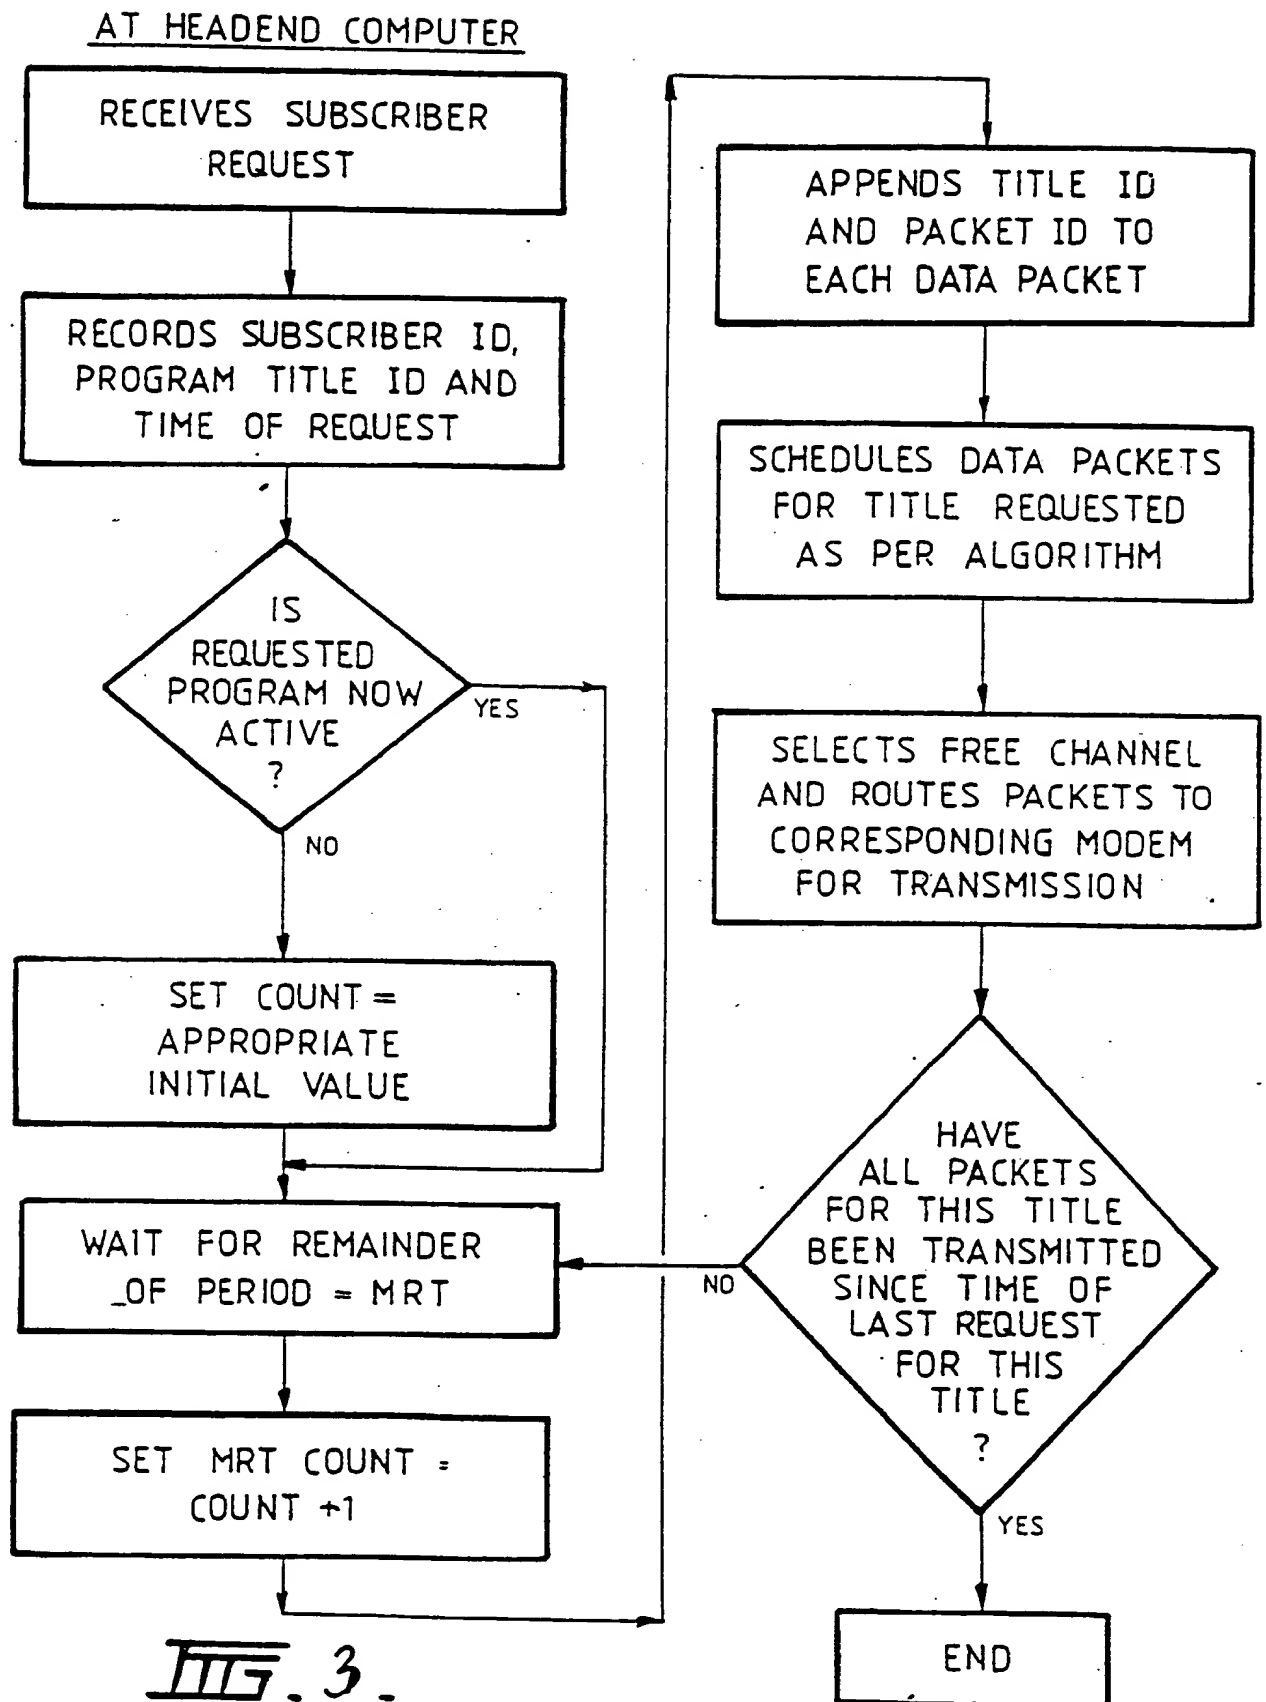 AT HEADEND COMPUTER
RECEIVES SUBSCRIBER
REQUEST
RECORDS SUBSCRIBER ID,
PROGRAM TITLE ID AND
TIME OF REQUEST
IS
REQUESTED
PROGRAM NOW
ACTIVE
?
YES
NO
SET COUNT =
APPROPRIATE
INITIAL VALUE
WAIT FOR REMAINDER
OF PERIOD = MRT
SET MRT COUNT =
COUNT +1
APPENDS TITLE ID
AND PACKET ID TO
EACH DATA PACKET
SCHEDULES DATA PACKETS
FOR TITLE REQUESTED
AS PER ALGORITHM
SELECTS FREE CHANNEL
AND ROUTES PACKETS TO
CORRESPONDING MODEM
FOR TRANSMISSION
HAVE
ALL PACKETS
FOR THIS TITLE
BEEN TRANSMITTED
SINCE TIME OF
LAST REQUEST
FOR THIS
TITLE
?
NO
YES
END
FIG. 3.